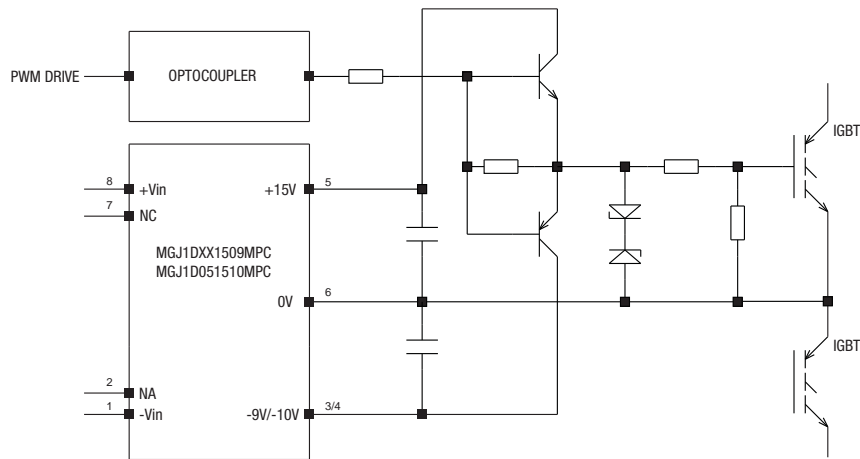 PWM DRIVE
OPTOCOUPLER
IGBT
8
+Vin
+15V
5
7
NC
MGJ1DXX1509MPC
MGJ1D051510MPC
0V
6
IGBT
2
NA
1
-Vin
-9V/-10V
3/4